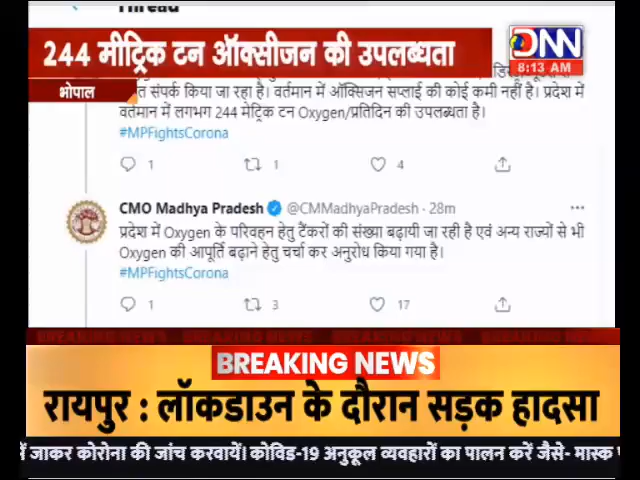 Thread
244 मीट्रिक टन ऑक्सीजन की उपलब्धता
DNN
8:13 AM
भोपाल
संपर्क किया जा रहा है। वर्तमान में ऑक्सिजन सप्लाई की कोई कमी नहीं है। प्रदेश में
वर्तमान में लगभग 244 मेट्रिक टन Oxygen/प्रतिदिन की उपलब्धता है।
#MPFightsCorona
1 1 4
CMO Madhya Pradesh @CMMadhyaPradesh · 28m
प्रदेश में Oxygen के परिवहन हेतु टैंकरों की संख्या बढ़ायी जा रही है एवं अन्य राज्यों से भी
Oxygen की आपूर्ति बढ़ाने हेतु चर्चा कर अनुरोध किया गया है।
#MPFightsCorona
1 3 17
BREAKING NEWS
रायपुर : लॉकडाउन के दौरान सड़क हादसा
में जाकर कोरोना की जांच करवायें। कोविड-19 अनुकूल व्यवहारों का पालन करें जैसे- मास्क